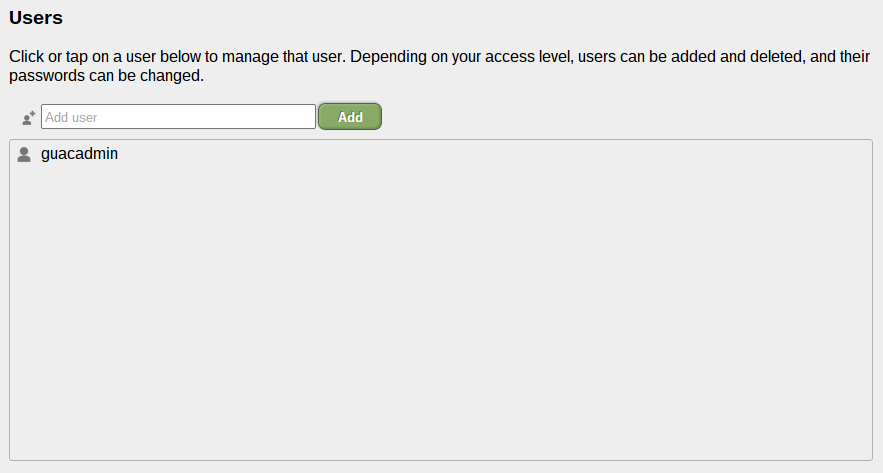 Users
Click or tap on a user below to manage that user. Depending on your access level, users can be added and deleted, and their
passwords can be changed.
Add user
Add
guacadmin